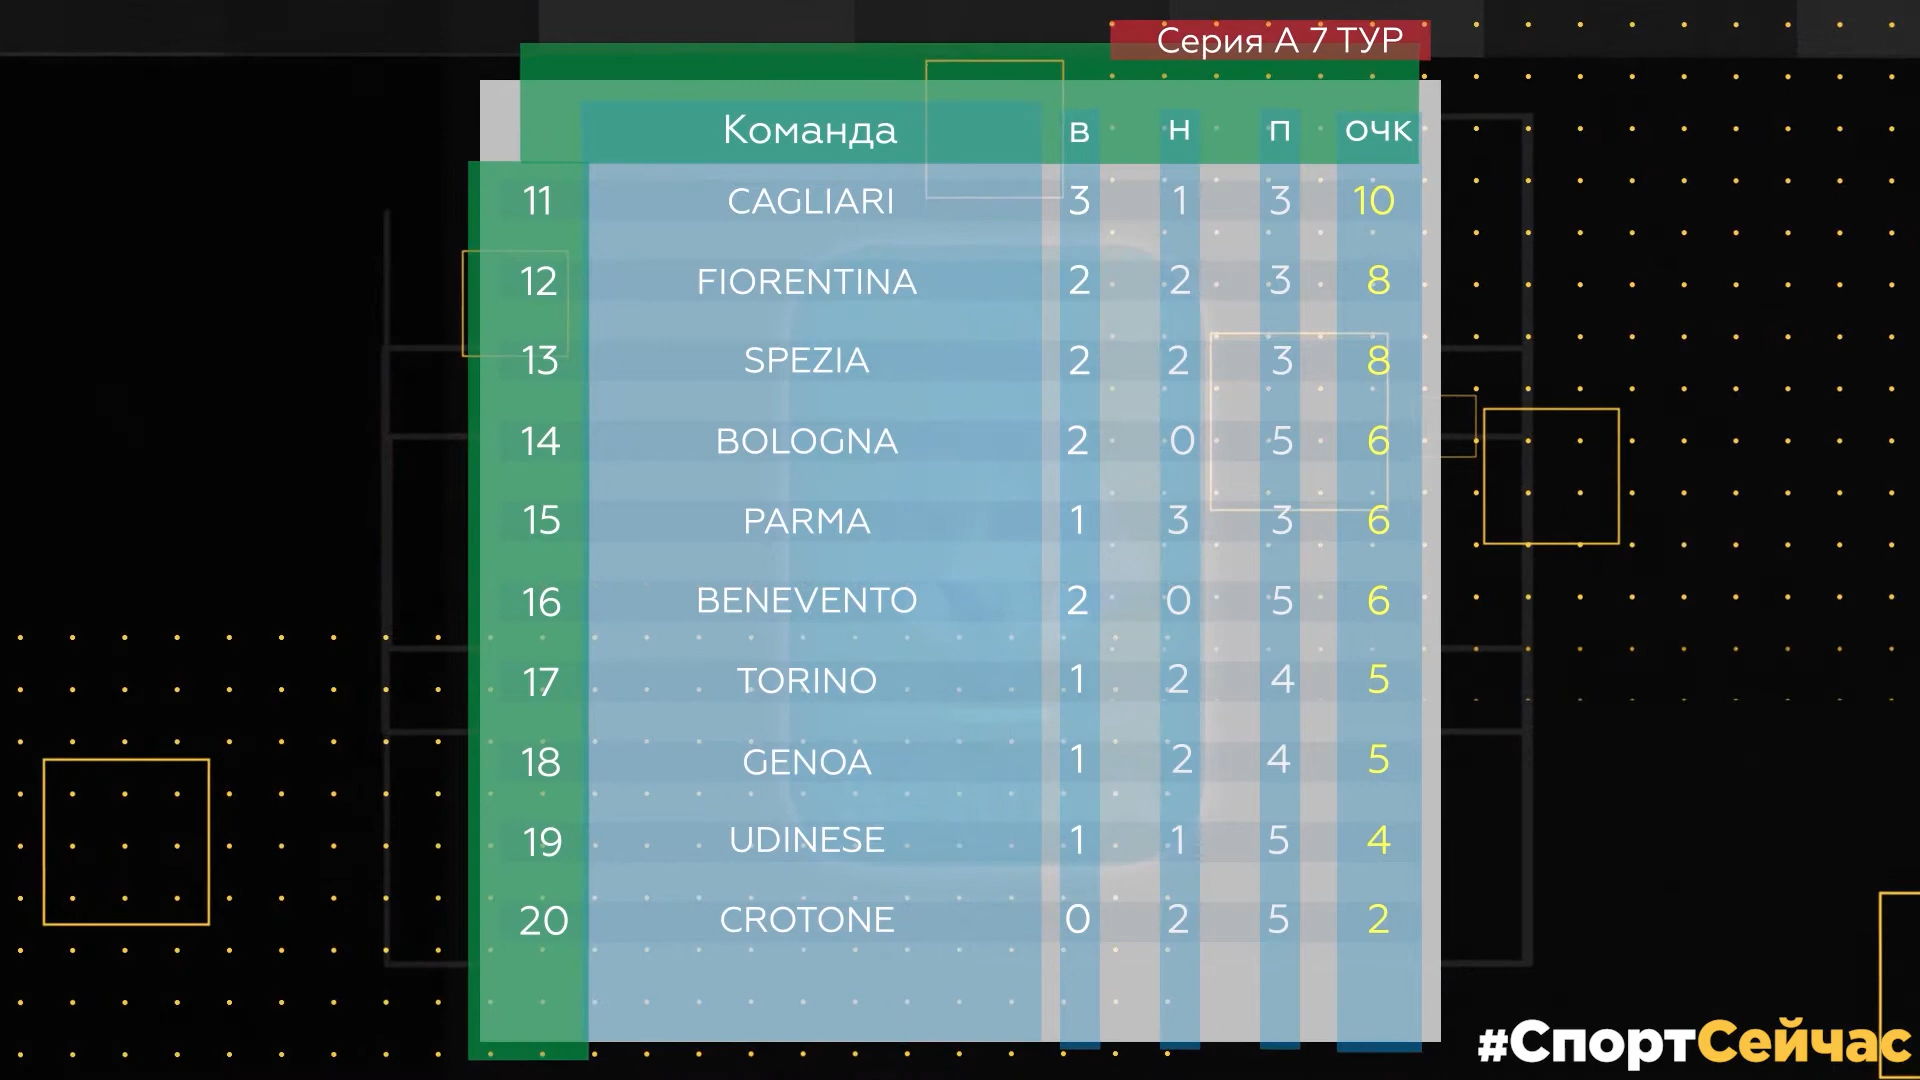 Серия А 7 ТУР
Команда В Н П ОЧК
11 CAGLIARI 3 1 3 10
12 FIORENTINA 2 2 3 8
13 SPEZIA 2 2 3 8
14 BOLOGNA 2 0 5 6
15 PARMA 1 3 3 6
16 BENEVENTO 2 0 5 6
17 TORINO 1 2 4 5
18 GENOA 1 2 4 5
19 UDINESE 1 1 5 4
20 CROTONE 0 2 5 2
#СпортСейчас